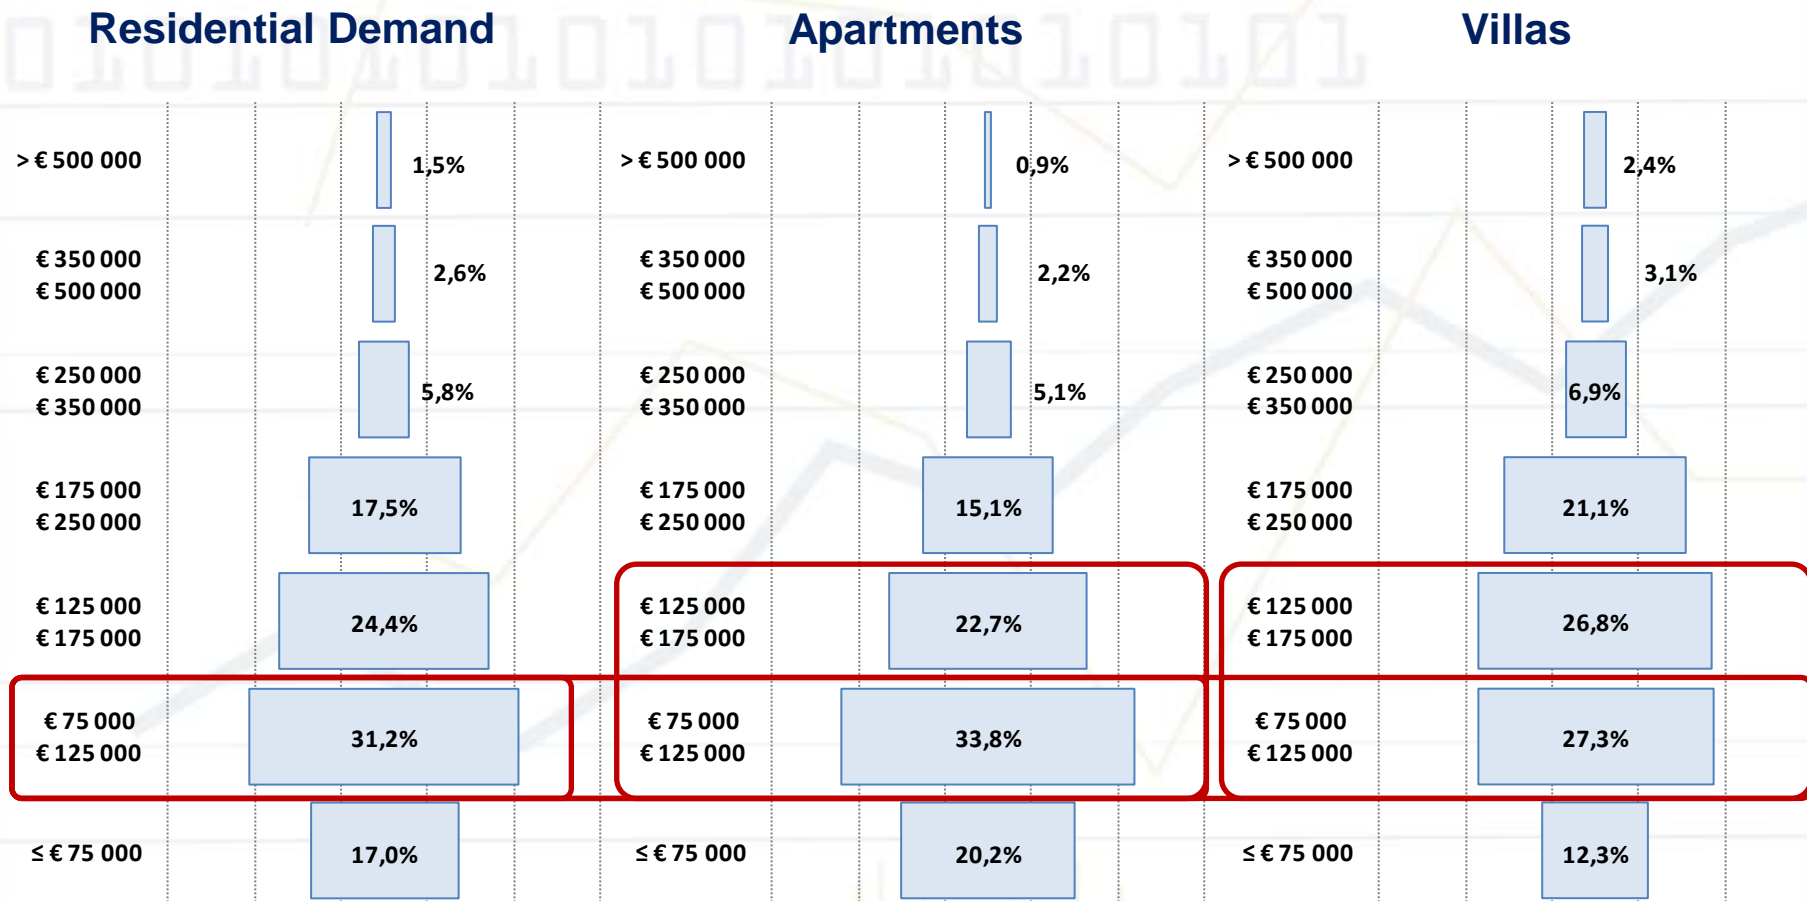 Residential Demand
> € 500 000
1,5%
€ 350 000
€ 500 000
2,6%
€ 250 000
€ 350 000
5,8%
€ 175 000
€ 250 000
17,5%
€ 125 000
€ 175 000
24,4%
€ 75 000
€ 125 000
31,2%
≤ € 75 000
17,0%
Apartments
> € 500 000
0,9%
€ 350 000
€ 500 000
2,2%
€ 250 000
€ 350 000
5,1%
€ 175 000
€ 250 000
15,1%
€ 125 000
€ 175 000
22,7%
€ 75 000
€ 125 000
33,8%
≤ € 75 000
20,2%
Villas
> € 500 000
2,4%
€ 350 000
€ 500 000
3,1%
€ 250 000
€ 350 000
6,9%
€ 175 000
€ 250 000
21,1%
€ 125 000
€ 175 000
26,8%
€ 75 000
€ 125 000
27,3%
≤ € 75 000
12,3%